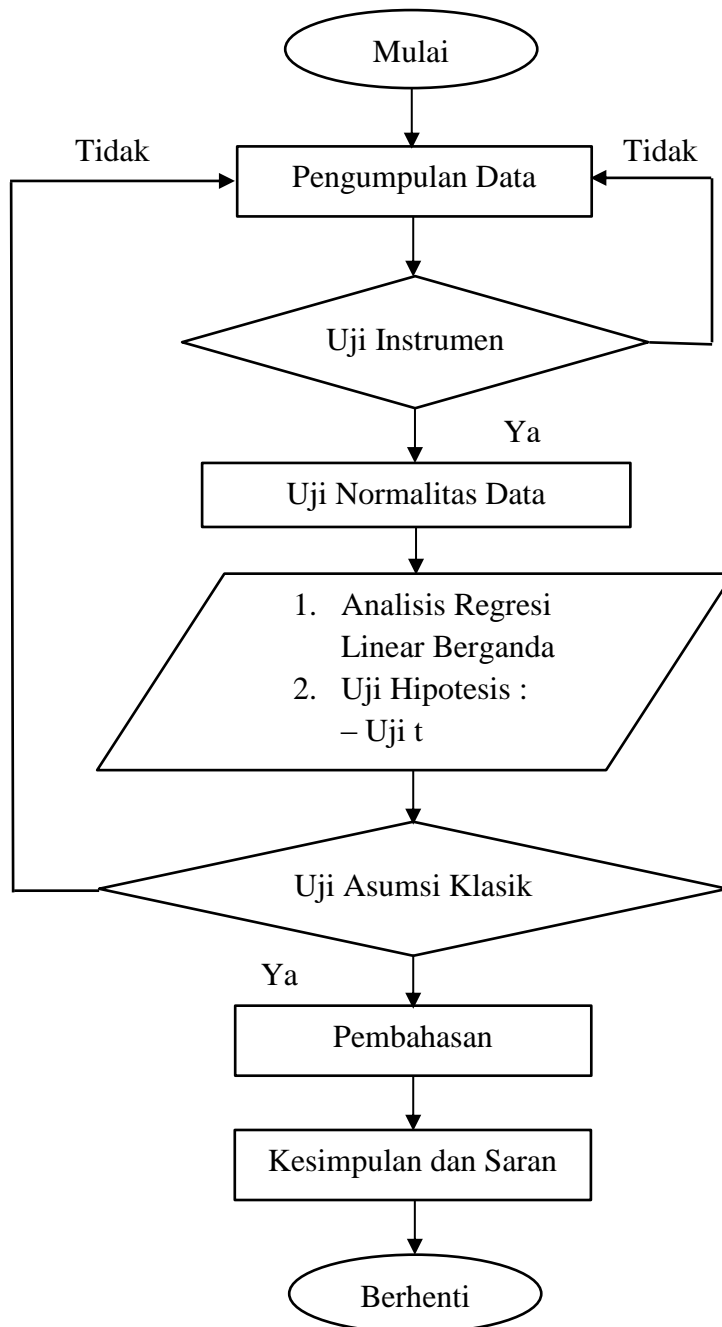 Mulai
Tidak
Tidak
Pengumpulan Data
Uji Instrumen
Ya
Uji Normalitas Data
1. Analisis Regresi
Linear Berganda
2. Uji Hipotesis :
– Uji t
Uji Asumsi Klasik
Ya
Pembahasan
Kesimpulan dan Saran
Berhenti